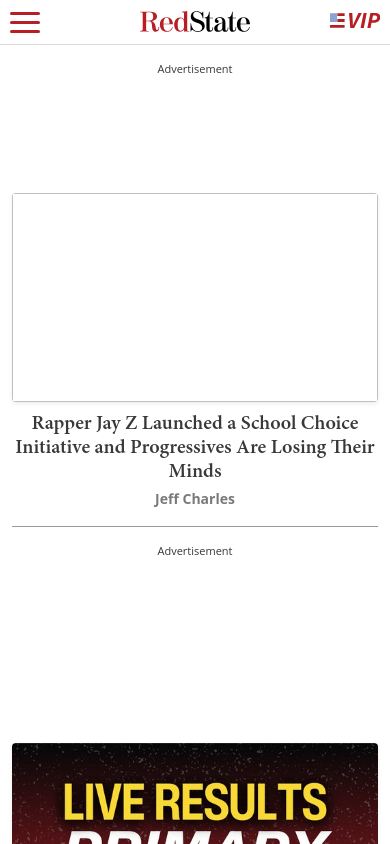 RedState
VIP
Advertisement
Rapper Jay Z Launched a School Choice
Initiative and Progressives Are Losing Their
Minds
Jeff Charles
Advertisement
LIVE RESULTS
PRIMARY